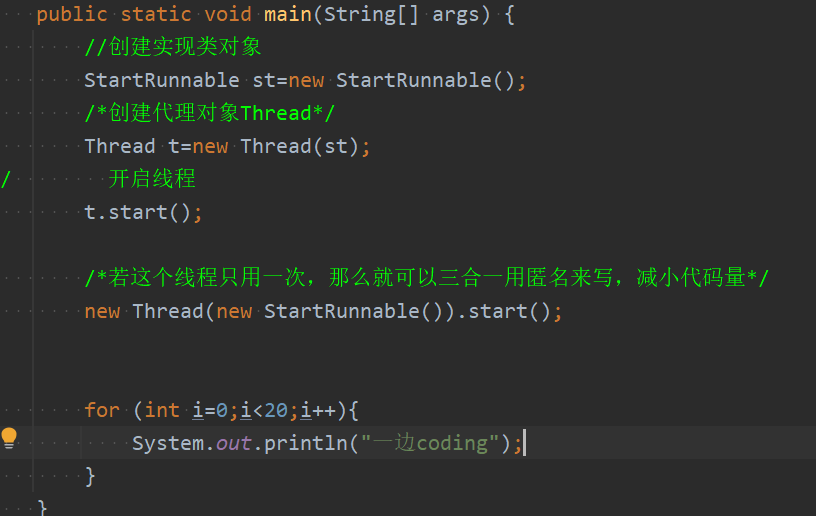 public static void main(String[] args) {
//创建实现类对象
StartRunnable st=new StartRunnable();
/*创建代理对象Thread*/
Thread t=new Thread(st);
/ 开启线程
t.start();
/*若这个线程只用一次，那么就可以三合一用匿名来写，减小代码量*/
new Thread(new StartRunnable()).start();
for (int i=0;i<20;i++){
System.out.println("一边coding");
}
}